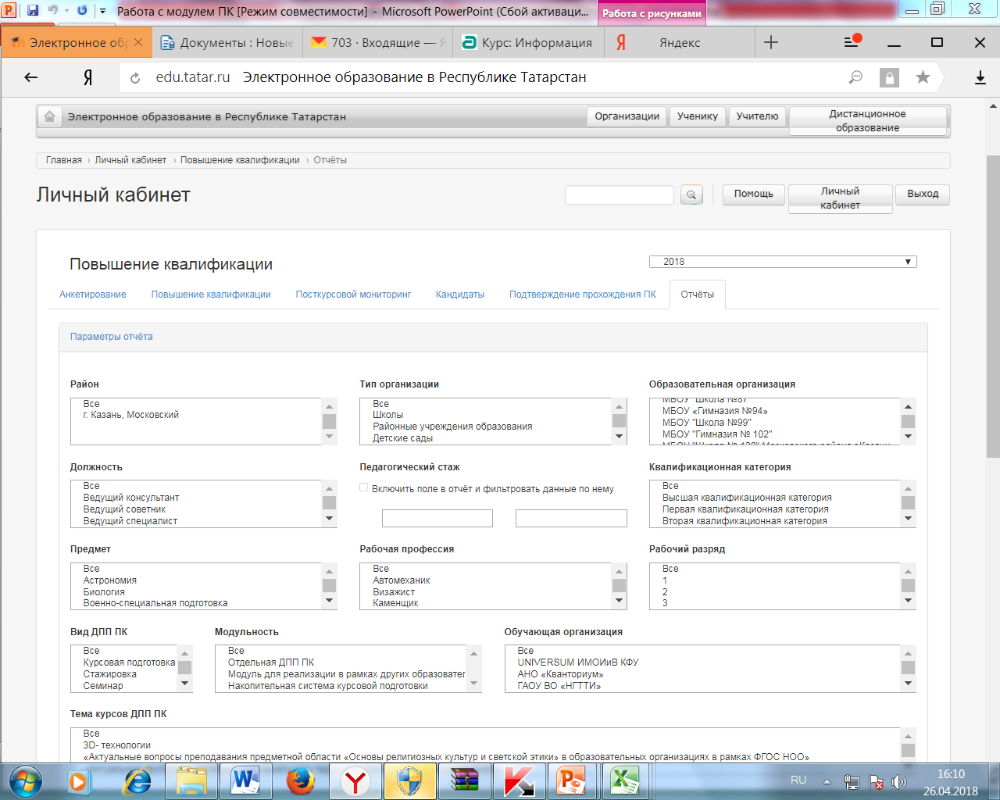 Работа с модулем ПК [Режим совместимости] - Microsoft PowerPoint (Сбой активаци...
Работа с рисунками
Электронное обр
Документы : Новые
703 · Входящие — Я
Курс: Информация
Яндекс
edu.tatar.ru Электронное образование в Республике Татарстан
Электронное образование в Республике Татарстан
Организации
Ученику
Учителю
Дистанционное
образование
Главная › Личный кабинет › Повышение квалификации › Отчёты
Личный кабинет
Помощь
Личный
кабинет
Выход
Повышение квалификации
2018
Анкетирование
Повышение квалификации
Посткурсовой мониторинг
Кандидаты
Подтверждение прохождения ПК
Отчёты
Параметры отчёта
Район
Все
г. Казань, Московский
Тип организации
Все
Школы
Районные учреждения образования
Детские сады
Образовательная организация
МБОУ "Школа №87"
МБОУ «Гимназия №94»
МБОУ "Школа №99"
МБОУ "Гимназия № 102"
Должность
Все
Ведущий консультант
Ведущий советник
Ведущий специалист
Педагогический стаж
Включить поле в отчёт и фильтровать данные по нему
Квалификационная категория
Все
Высшая квалификационная категория
Первая квалификационная категория
Вторая квалификационная категория
Предмет
Все
Астрономия
Биология
Военно-специальная подготовка
Рабочая профессия
Все
Автомеханик
Визажист
Каменщик
Рабочий разряд
Все
1
2
3
Вид ДПП ПК
Все
Курсовая подготовка
Стажировка
Семинар
Модульность
Все
Отдельная ДПП ПК
Модуль для реализации в рамках других образовател
Накопительная система курсовой подготовки
Обучающая организация
Все
UNIVERSUM ИМОИиВ КФУ
АНО «Кванториум»
ГАОУ ВО «НГТТИ»
Тема курсов ДПП ПК
Все
3D- технологии
«Актуальные вопросы преподавания предметной области «Основы религиозных культур и светской этики» в образовательных организациях в рамках ФГОС НОО»
RU
16:10
26.04.2018